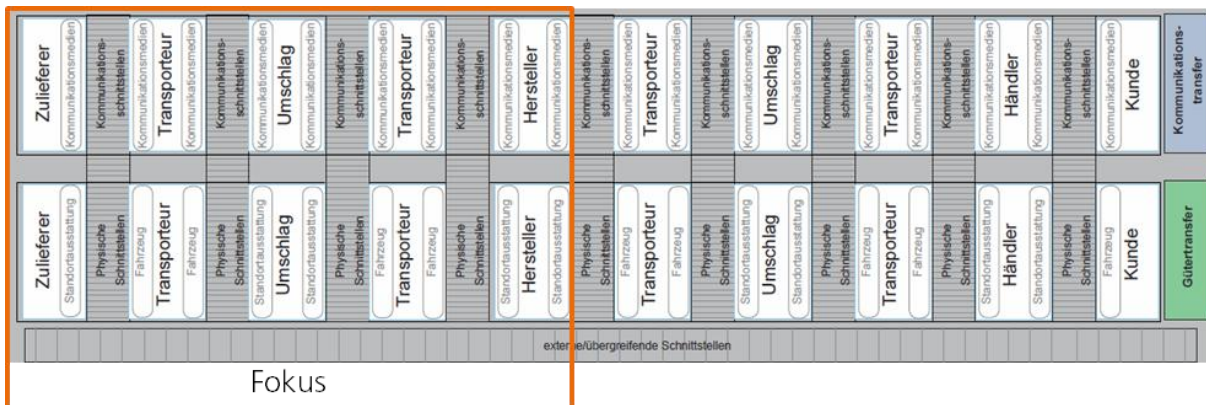 Zulieferer
Kommunikationsmedien
Kommunikations-
schnittstellen
Kommunikationsmedien
Transporteur
Kommunikationsmedien
Kommunikations-
schnittstellen
Kommunikationsmedien
Umschlag
Kommunikationsmedien
Kommunikations-
schnittstellen
Kommunikationsmedien
Transporteur
Kommunikationsmedien
Kommunikations-
schnittstellen
Kommunikationsmedien
Hersteller
Kommunikationsmedien
Kommunikations-
schnittstellen
Kommunikationsmedien
Transporteur
Kommunikationsmedien
Kommunikations-
schnittstellen
Kommunikationsmedien
Umschlag
Kommunikationsmedien
Kommunikations-
schnittstellen
Kommunikationsmedien
Transporteur
Kommunikationsmedien
Kommunikations-
schnittstellen
Kommunikationsmedien
Händler
Kommunikationsmedien
Kommunikations-
schnittstellen
Kommunikationsmedien
Kunde
Kommunikations-
transfer
Zulieferer
Standortausstattung
Physische
Schnittstellen
Fahrzeug
Transporteur
Fahrzeug
Physische
Schnittstellen
Standortausstattung
Umschlag
Standortausstattung
Physische
Schnittstellen
Fahrzeug
Transporteur
Fahrzeug
Physische
Schnittstellen
Standortausstattung
Hersteller
Standortausstattung
Physische
Schnittstellen
Fahrzeug
Transporteur
Fahrzeug
Physische
Schnittstellen
Standortausstattung
Umschlag
Standortausstattung
Physische
Schnittstellen
Fahrzeug
Transporteur
Fahrzeug
Physische
Schnittstellen
Standortausstattung
Händler
Standortausstattung
Physische
Schnittstellen
Fahrzeug
Kunde
Gütertransfer
externe/übergreifende Schnittstellen
Fokus